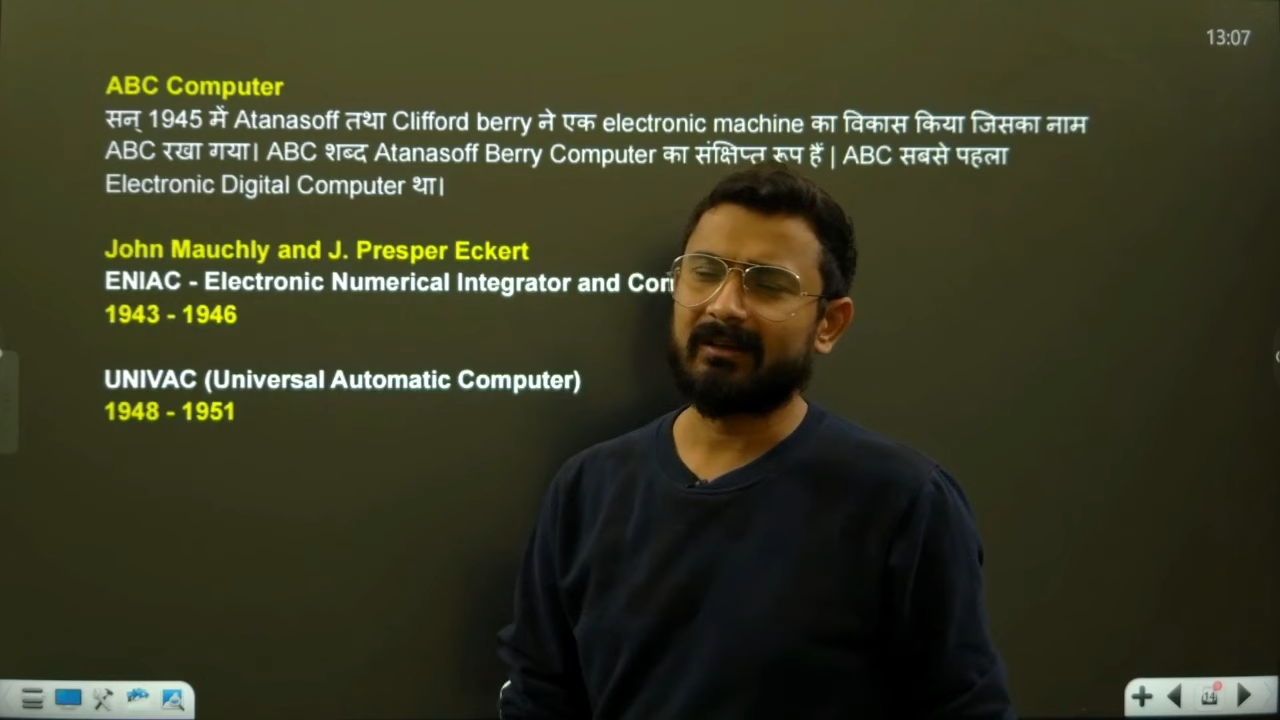 13:07
ABC Computer
सन् 1945 में Atanasoff तथा Clifford berry ने एक electronic machine का विकास किया जिसका नाम
ABC रखा गया। ABC शब्द Atanasoff Berry Computer का संक्षिप्त रूप हैं | ABC सबसे पहला
Electronic Digital Computer था।
John Mauchly and J. Presper Eckert
ENIAC - Electronic Numerical Integrator and
1943 - 1946
UNIVAC (Universal Automatic Computer)
1948 - 1951
14